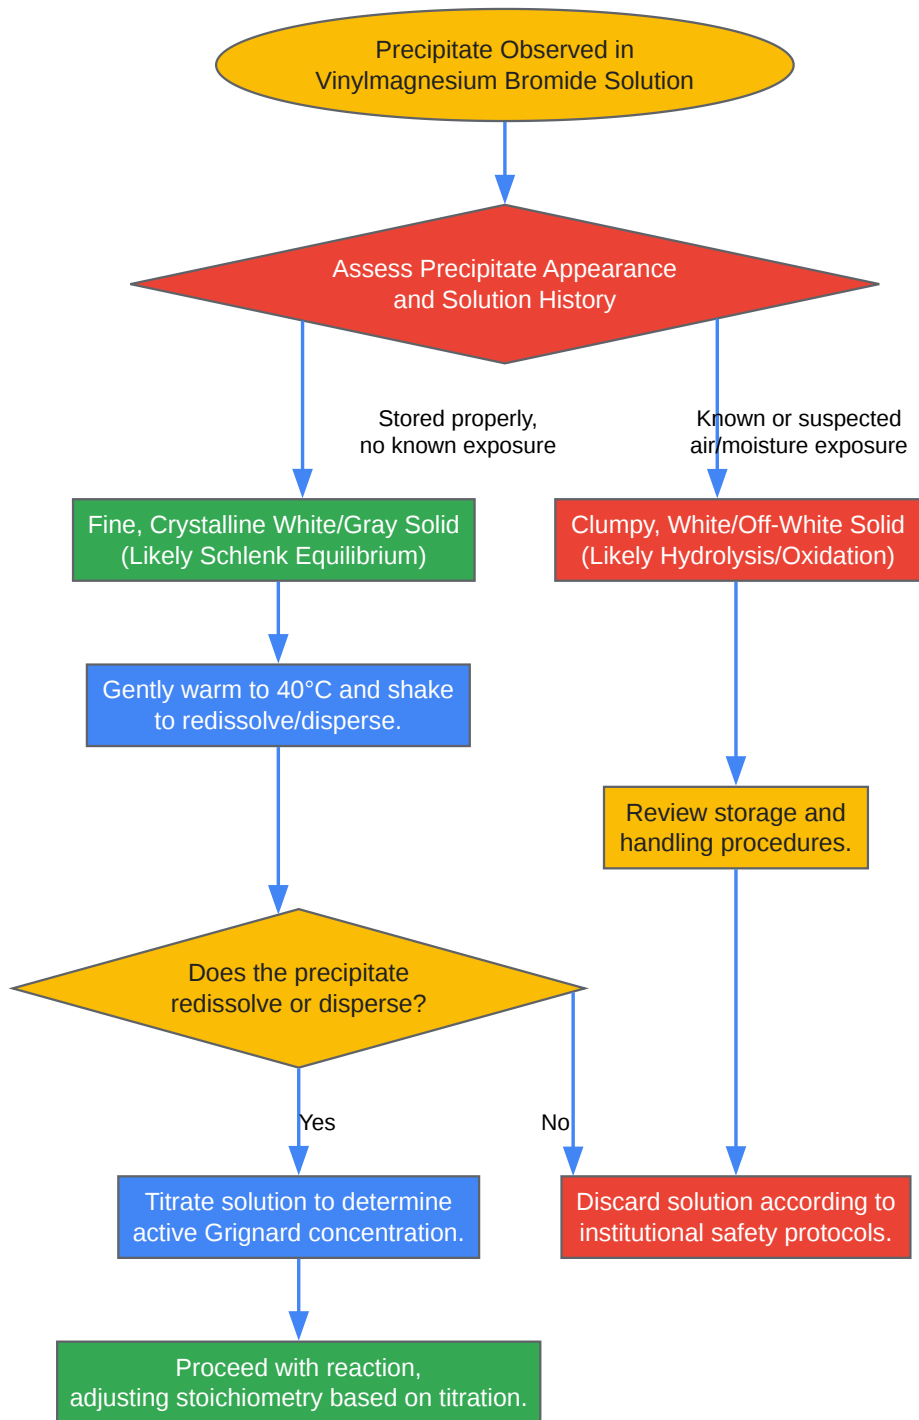 Precipitate Observed in
Vinylmagnesium Bromide Solution
Assess Precipitate Appearance
and Solution History
Stored properly,
no known exposure
Known or suspected
air/moisture exposure
Fine, Crystalline White/Gray Solid
(Likely Schlenk Equilibrium)
Clumpy, White/Off-White Solid
(Likely Hydrolysis/Oxidation)
Gently warm to 40°C and shake
to redissolve/disperse.
Review storage and
handling procedures.
Does the precipitate
redissolve or disperse?
Yes
No
Titrate solution to determine
active Grignard concentration.
Discard solution according to
institutional safety protocols.
Proceed with reaction,
adjusting stoichiometry based on titration.